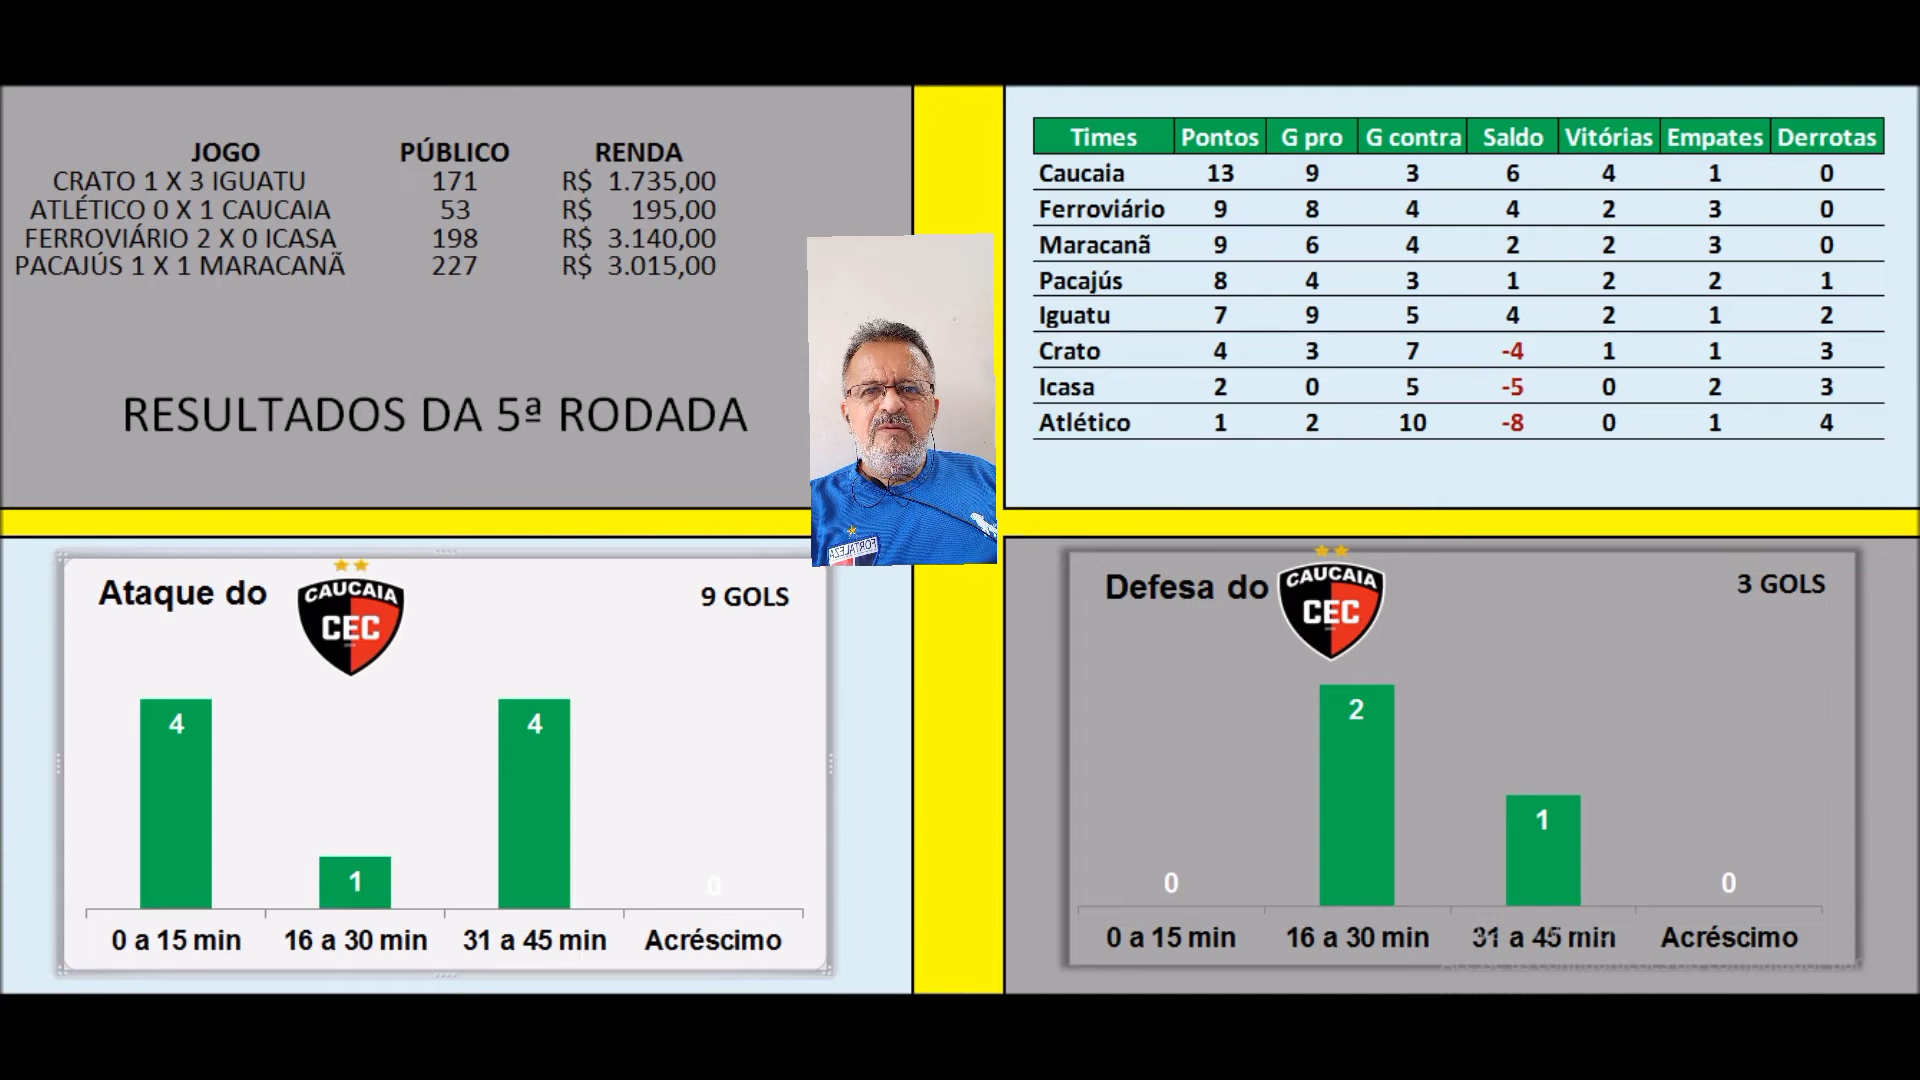 JOGO PÚBLICO RENDA
CRATO 1 X 3 IGUATU 171 R$ 1.735,00
ATLÉTICO 0 X 1 CAUCAIA 53 R$ 195,00
FERROVIÁRIO 2 X 0 ICASA 198 R$ 3.140,00
PACAJÚS 1 X 1 MARACANÃ 227 R$ 3.015,00
RESULTADOS DA 5ª RODADA
Times Pontos G pro G contra Saldo Vitórias Empates Derrotas
Caucaia 13 9 3 6 4 1 0
Ferroviário 9 8 4 4 2 3 0
Maracanã 9 6 4 2 2 3 0
Pacajús 8 4 3 1 2 2 1
Iguatu 7 9 5 4 2 1 2
Crato 4 3 7 -4 1 1 3
Icasa 2 0 5 -5 0 2 3
Atlético 1 2 10 -8 0 1 4
FORTALEZA
Ataque do
CAUCAIA
CEC
9 GOLS
4 1 4 0
0 a 15 min 16 a 30 min 31 a 45 min Acréscimo
Defesa do
CAUCAIA
CEC
3 GOLS
0 2 1 0
0 a 15 min 16 a 30 min 31 a 45 min Acréscimo